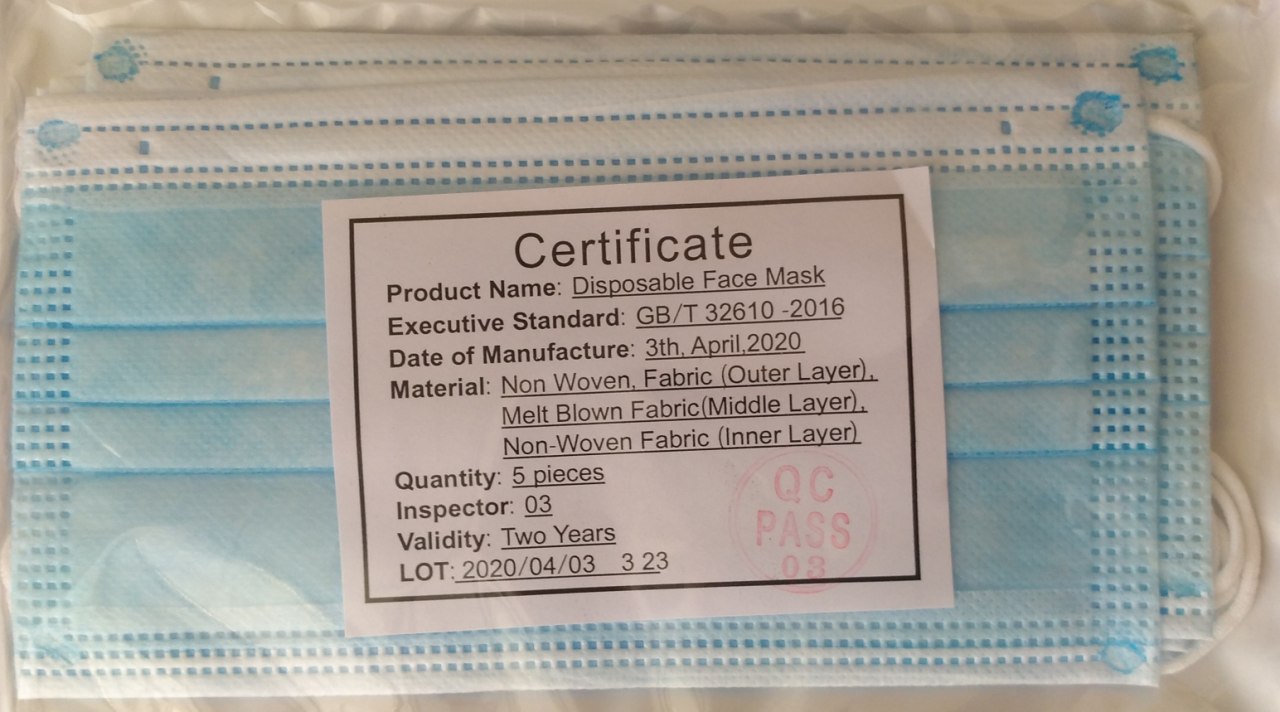 Certificate
Product Name: Disposable Face Mask
Executive Standard: GB/T 32610 -2016
Date of Manufacture: 3th, April,2020
Material: Non Woven, Fabric (Outer Layer),
Melt Blown Fabric(Middle Layer),
Non-Woven Fabric (Inner Layer)
Quantity: 5 pieces
Inspector: 03
Validity: Two Years
LOT: 2020/04/03 3 23
QC
PASS
03